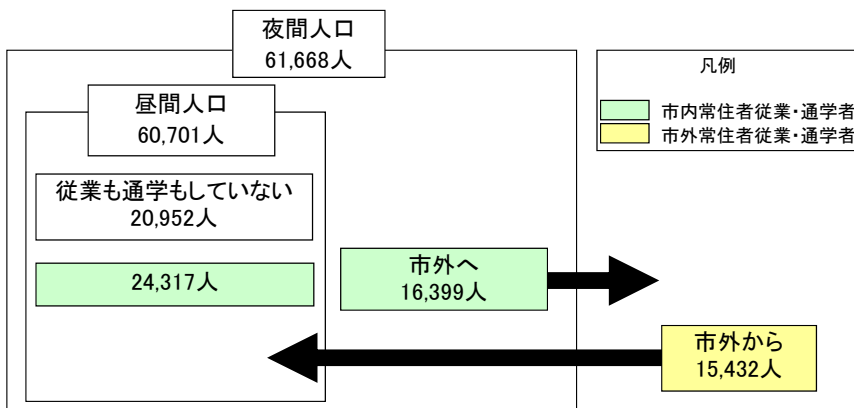 夜間人口
61,668人
凡例
市内常住者従業・通学者
市外常住者従業・通学者
昼間人口
60,701人
従業も通学もしていない
20,952人
24,317人
市外へ
16,399人
市外から
15,432人